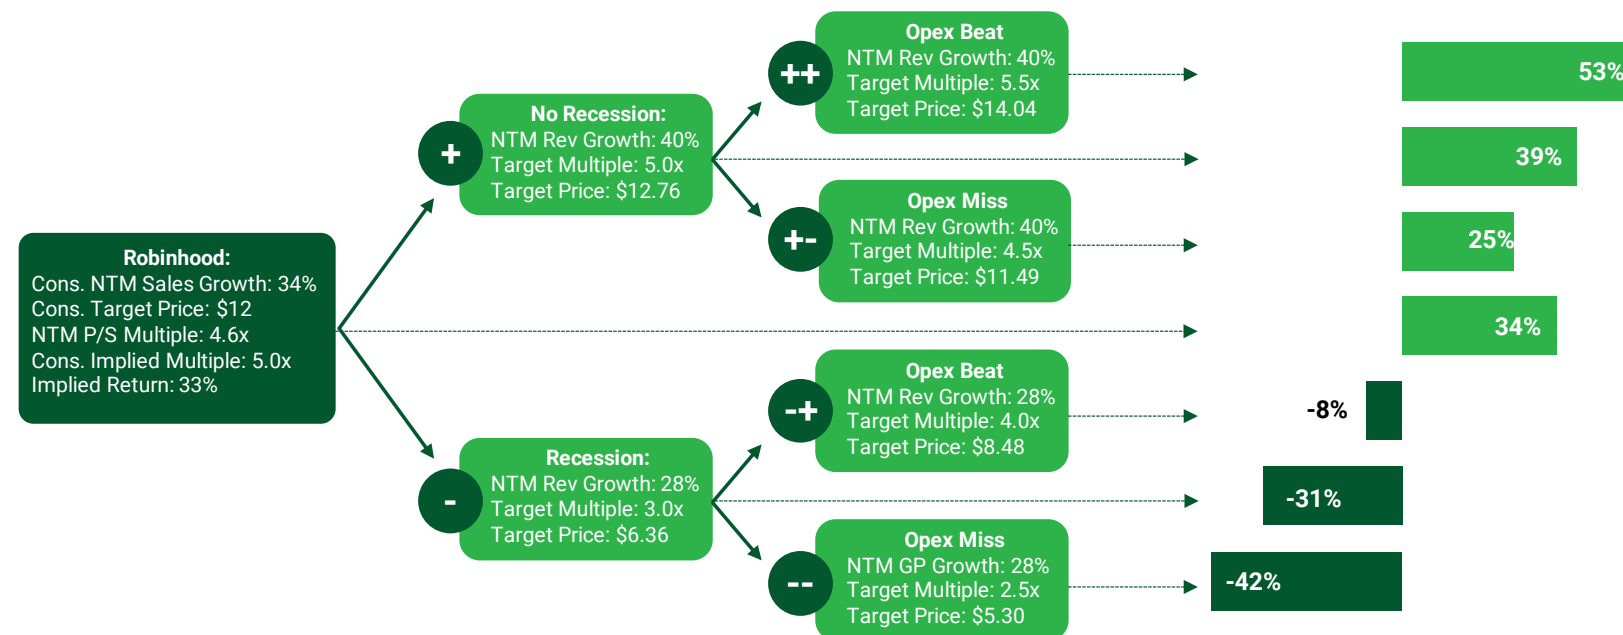 Robinhood:
Cons. NTM Sales Growth: 34%
Cons. Target Price: $12
NTM P/S Multiple: 4.6x
Cons. Implied Multiple: 5.0x
Implied Return: 33%
+
No Recession:
NTM Rev Growth: 40%
Target Multiple: 5.0x
Target Price: $12.76
-
Recession:
NTM Rev Growth: 28%
Target Multiple: 3.0x
Target Price: $6.36
++
Opex Beat
NTM Rev Growth: 40%
Target Multiple: 5.5x
Target Price: $14.04
+-
Opex Miss
NTM Rev Growth: 40%
Target Multiple: 4.5x
Target Price: $11.49
-+
Opex Beat
NTM Rev Growth: 28%
Target Multiple: 4.0x
Target Price: $8.48
--
Opex Miss
NTM GP Growth: 28%
Target Multiple: 2.5x
Target Price: $5.30
53%
39%
25%
34%
-8%
-31%
-42%